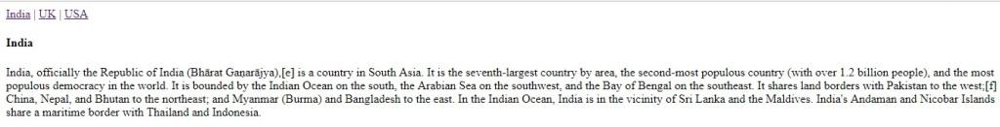 India | UK | USA
India
India, officially the Republic of India (Bhārat Gaṇarājya),[e] is a country in South Asia. It is the seventh-largest country by area, the second-most populous country (with over 1.2 billion people), and the most
populous democracy in the world. It is bounded by the Indian Ocean on the south, the Arabian Sea on the southwest, and the Bay of Bengal on the southeast. It shares land borders with Pakistan to the west;[f]
China, Nepal, and Bhutan to the northeast; and Myanmar (Burma) and Bangladesh to the east. In the Indian Ocean, India is in the vicinity of Sri Lanka and the Maldives. India's Andaman and Nicobar Islands
share a maritime border with Thailand and Indonesia.